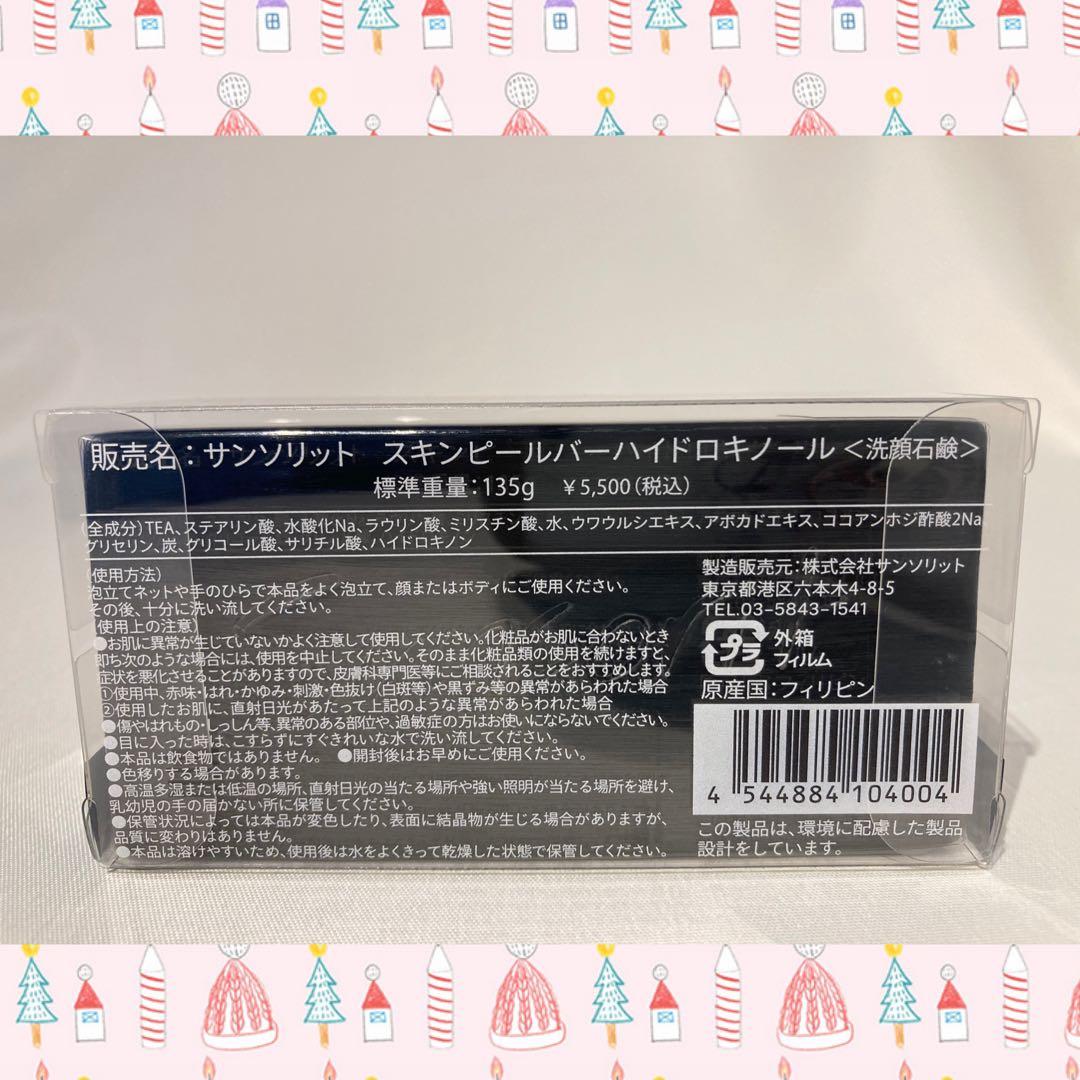 販売名：サンソリット　スキンピールバーハイドロキノール＜洗顔石鹸＞
標準重量：135g　￥5,500（税込）
（全成分）TEA、ステアリン酸、水酸化Na、ラウリン酸、ミリスチン酸、水、ウワウルシエキス、アボカドエキス、ココアンホジ酢酸2Na、
グリセリン、炭、グリコール酸、サリチル酸、ハイドロキノン
（使用方法）
泡立てネットや手のひらで本品をよく泡立て、顔またはボディにご使用ください。
その後、十分に洗い流してください。
（使用上の注意）
●お肌に異常が生じていないかよく注意して使用してください。化粧品がお肌に合わないとき
即ち次のような場合には、使用を中止してください。そのまま化粧品類の使用を続けますと、
症状を悪化させることがありますので、皮膚科専門医等にご相談されることをおすすめします。
①使用中、赤味・はれ・かゆみ・刺激・色抜け（白斑等）や黒ずみ等の異常があらわれた場合
②使用したお肌に、直射日光があたって上記のような異常があらわれた場合
●傷やはれもの・しっしん等、異常のある部位や、過敏症の方はお使いにならないでください。
●目に入った時は、こすらずにすぐきれいな水で洗い流してください。
●本品は飲食物ではありません。　●開封後はお早めにご使用ください。
●色移りする場合があります。
●高温多湿または低温の場所、直射日光の当たる場所や強い照明が当たる場所を避け、
乳幼児の手の届かない所に保管してください。
●保管状況によっては本品が変色したり、表面に結晶物が生じる場合がありますが、
品質に変わりはありません。
●本品は溶けやすいため、使用後は水をよくきって乾燥した状態で保管してください。
製造販売元：株式会社サンソリット
東京都港区六本木4-8-5
TEL.03-5843-1541
プラ
外箱
フィルム
原産国：フィリピン
4 544884 104004
この製品は、環境に配慮した製品
設計をしています。